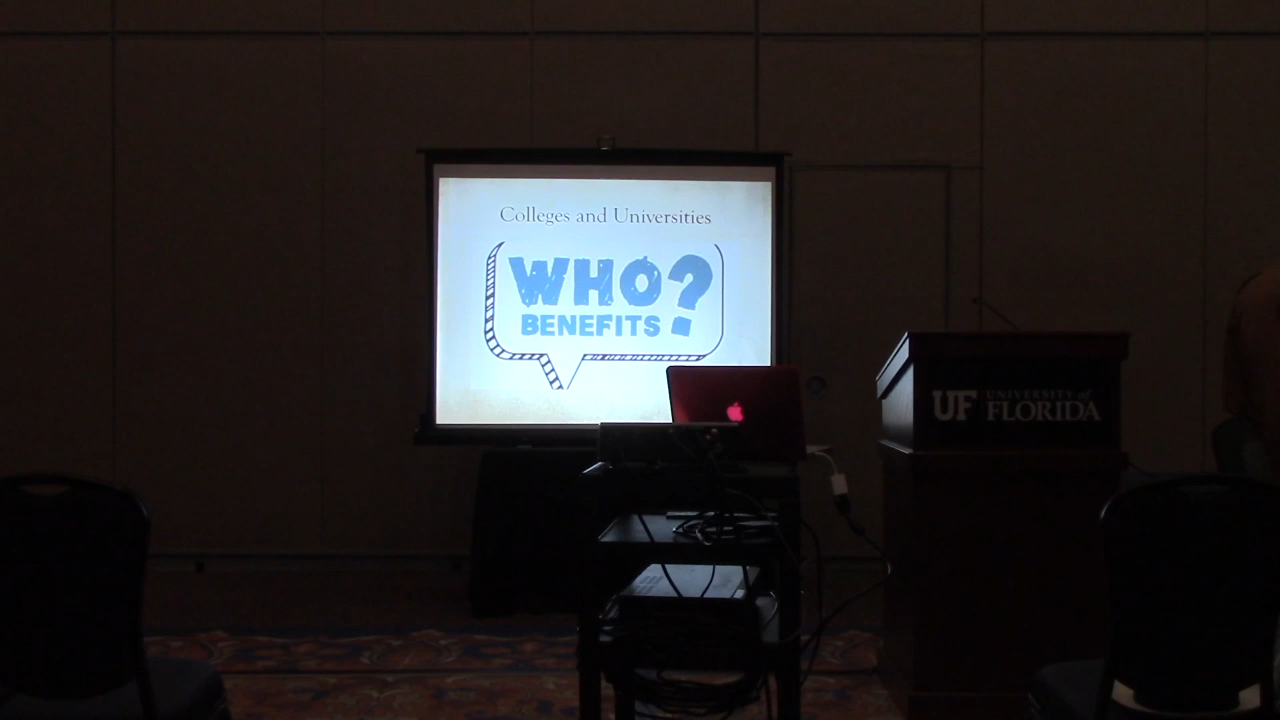 Colleges and Universities
WHO?
BENEFITS
UF UNIVERSITY of
FLORIDA